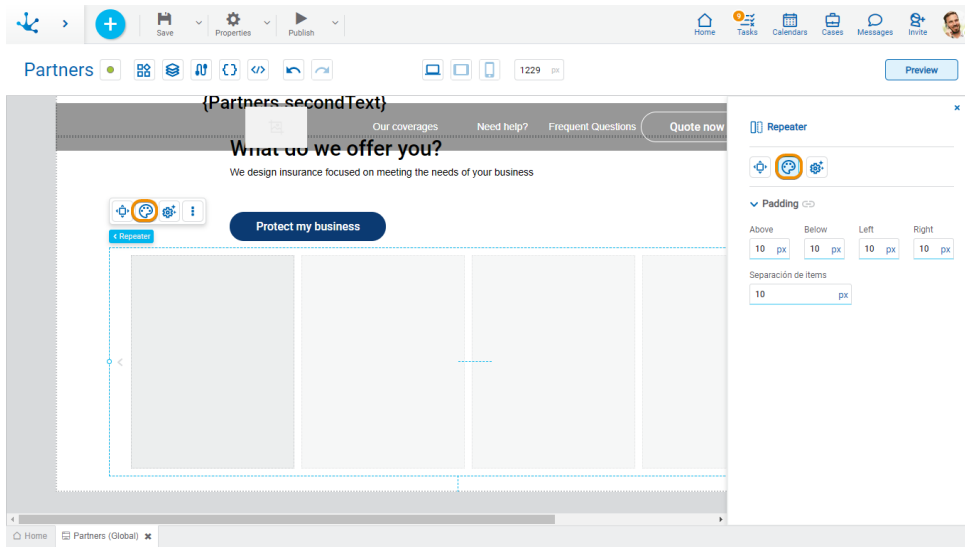 Save
Properties
Publish
Home
9
Tasks
Calendars
Cases
Messages
Invite
Partners
1229 px
Preview
{Partners secondText}
Our coverages
Need help?
Frequent Questions
Quote now
What do we offer you?
We design insurance focused on meeting the needs of your business
Protect my business
Repeater
Repeater
Padding
Above
Below
Left
Right
10 px
10 px
10 px
10 px
Separación de items
10 px
Home
Partners (Global)